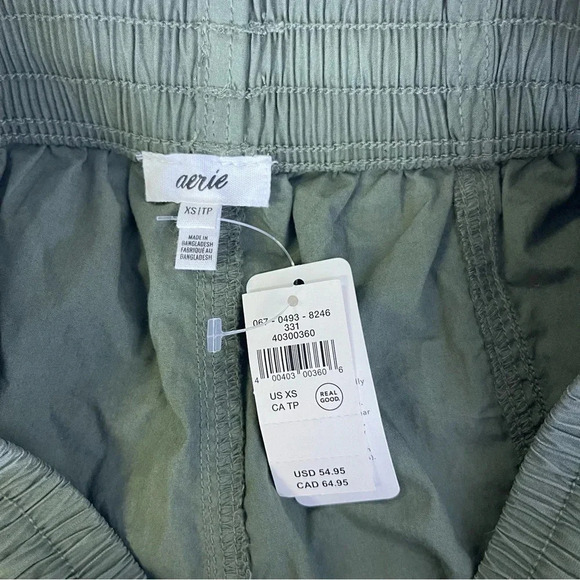 aerie
XS|TP
MADE IN
BANGLADESH
FABRIQUÉ AU
BANGLADESH
067 - 0493 - 8246
331
40300360
4 00403 00360 6
US XS
CA TP
REAL
GOOD.
USD 54.95
CAD 64.95